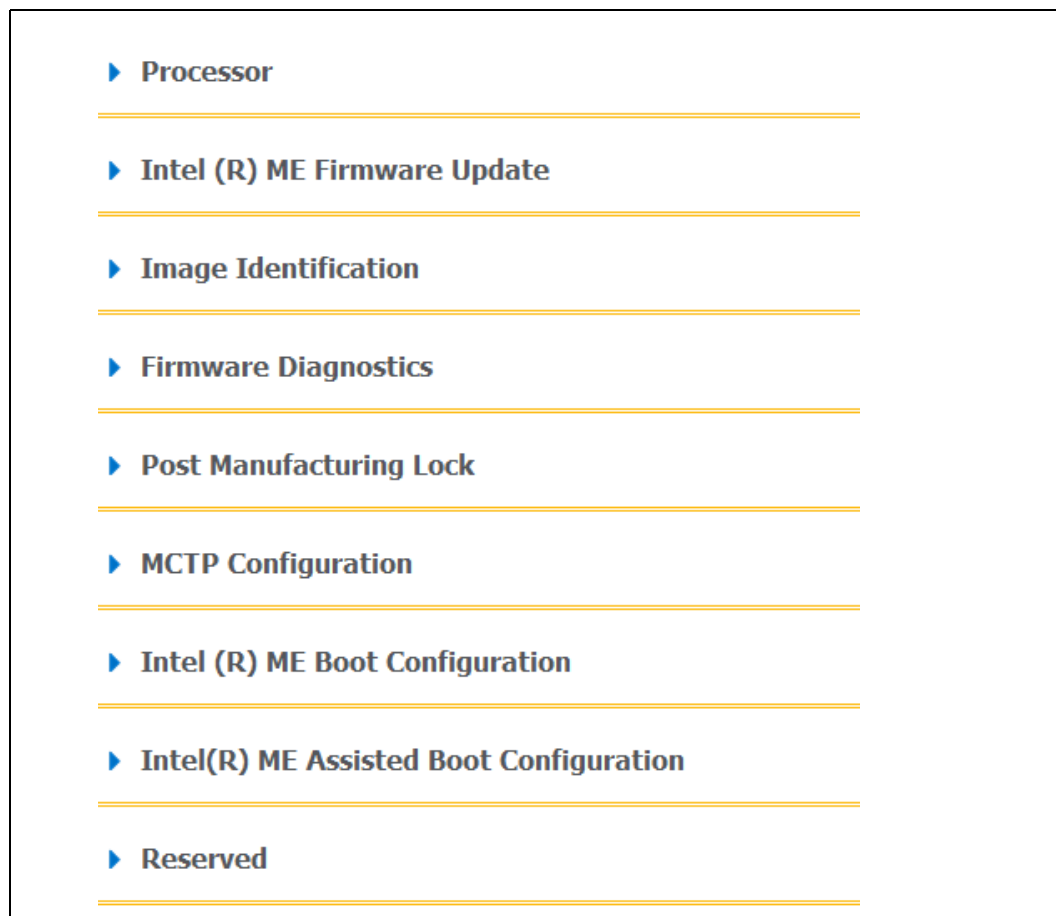 Processor
Intel (R) ME Firmware Update
Image Identification
Firmware Diagnostics
Post Manufacturing Lock
MCTP Configuration
Intel (R) ME Boot Configuration
Intel(R) ME Assisted Boot Configuration
Reserved